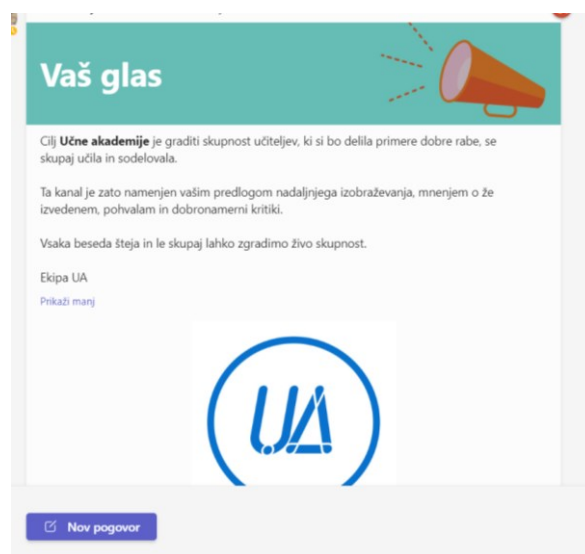 Vaš glas
Cilj Učne akademije je graditi skupnost učiteljev, ki si bo delila primere dobre rabe, se
skupaj učila in sodelovala.
Ta kanal je zato namenjen vašim predlogom nadaljnjega izobraževanja, mnenjem o že
izvedenem, pohvalam in dobronamerni kritiki.
Vsaka beseda šteja in le skupaj lahko zgradimo živo skupnost.
Ekipa UA
Prikaži manj
UA
Nov pogovor